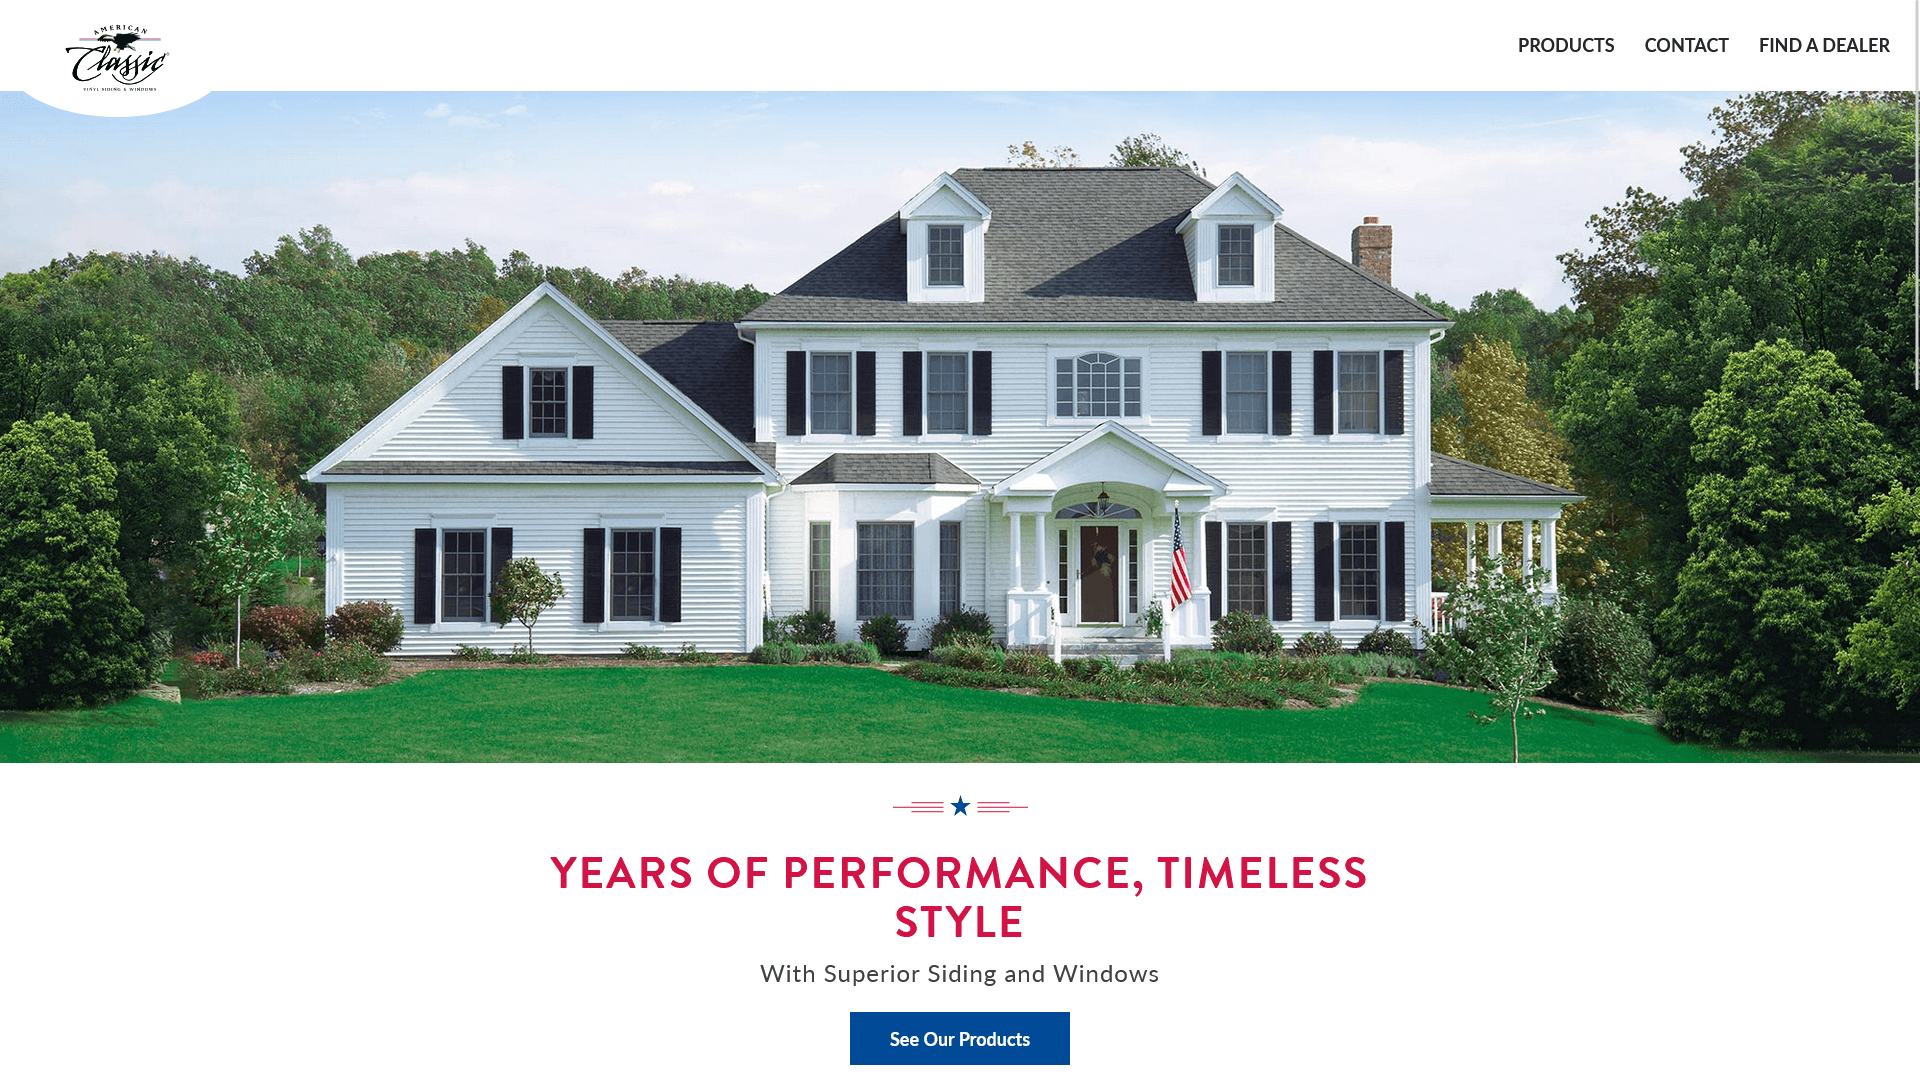 AMERICAN
Classic
VINYL SIDING & WINDOWS
PRODUCTS
CONTACT
FIND A DEALER
YEARS OF PERFORMANCE, TIMELESS
STYLE
With Superior Siding and Windows
See Our Products